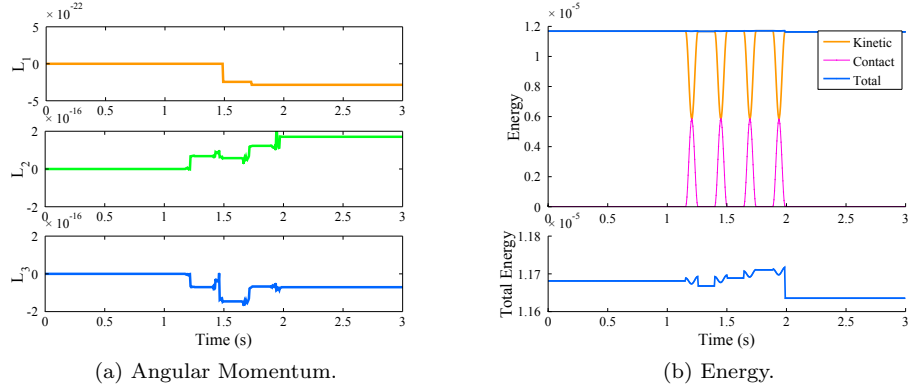 × 10⁻²²
5
0
-5
L₁
0 0.5 1 1.5 2 2.5 3
× 10⁻¹⁶
2
0
-2
L₂
0 0.5 1 1.5 2 2.5 3
× 10⁻¹⁶
2
0
-2
L₃
0 0.5 1 1.5 2 2.5 3
Time (s)
(a) Angular Momentum.
× 10⁻⁵
1.2
1.0
0.8
0.6
0.4
0.2
0
Energy
Kinetic
Contact
Total
0 0.5 1 1.5 2 2.5 3
× 10⁻⁵
1.18
1.17
1.16
Total Energy
0 0.5 1 1.5 2 2.5 3
Time (s)
(b) Energy.